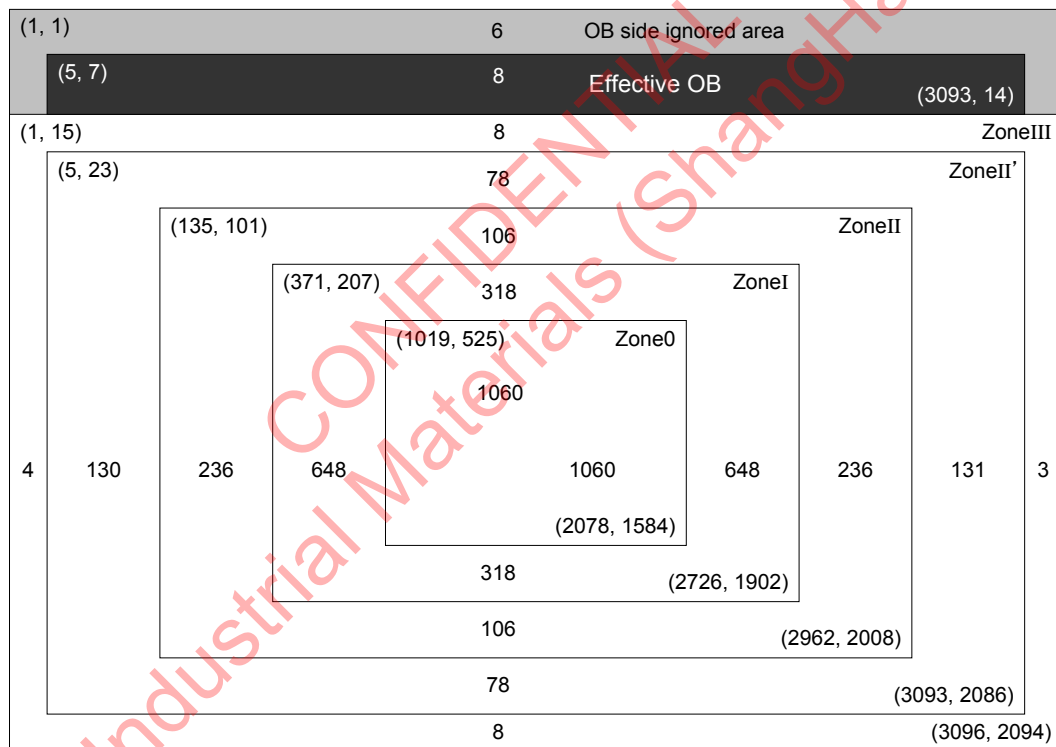 (1, 1) 6 OB side ignored area
(5, 7) 8 Effective OB
(3093, 14)
(1, 15) 8 ZoneIII
(5, 23) 78 ZoneII’
(135, 101) 106 ZoneII
(371, 207) 318 ZoneI
(1019, 525) Zone0
1060
4 130 236 648 1060 648 236 131 3
(2078, 1584)
318 (2726, 1902)
106 (2962, 2008)
78 (3093, 2086)
8 (3096, 2094)
CONFIDENTIAL
Industrial Materials (ShangHa